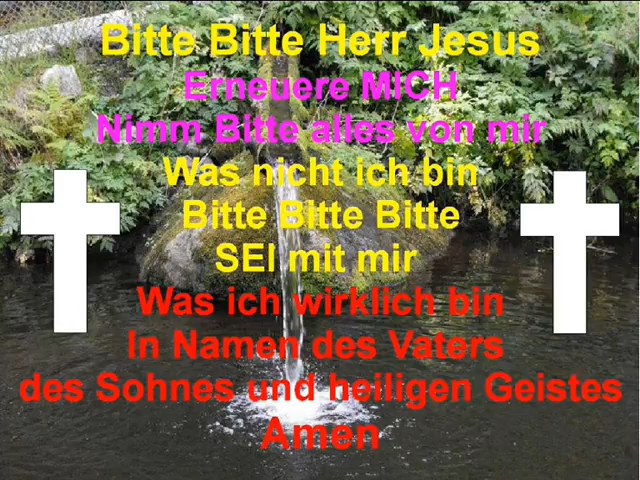 Bitte Bitte Herr Jesus
Erneuere MICH
Nimm Bitte alles von mir
Was nicht ich bin
Bitte Bitte Bitte
SEI mit mir
Was ich wirklich bin
In Namen des Vaters
des Sohnes und heiligen Geistes
Amen